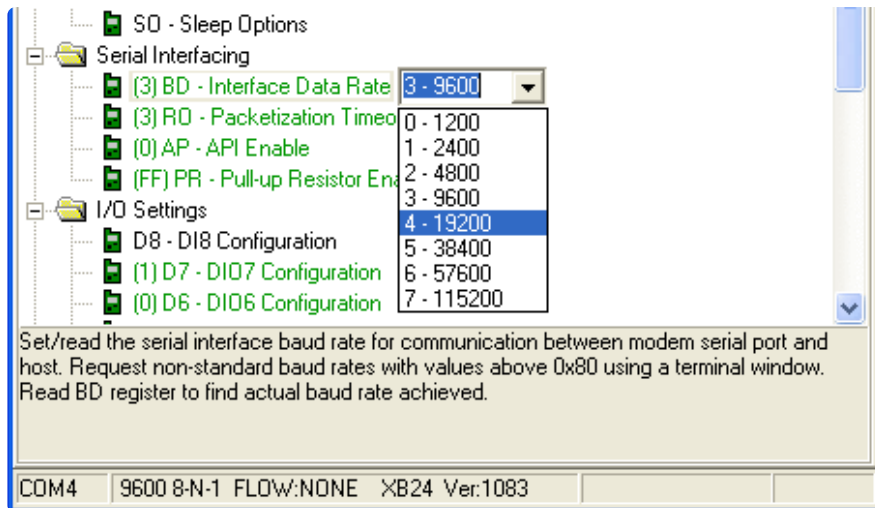 SO - Sleep Options
Serial Interfacing
(3) BD - Interface Data Rate 3 - 9600
(3) RO - Packetization Timeo
0 - 1200
(0) AP - API Enable
1 - 2400
(FF) PR - Pull-up Resistor Ena
2 - 4800
3 - 9600
I/O Settings
4 - 19200
D8 - DI8 Configuration
5 - 38400
(1) D7 - DIO7 Configuration
6 - 57600
(0) D6 - DIO6 Configuration
7 - 115200
Set/read the serial interface baud rate for communication between modem serial port and
host. Request non-standard baud rates with values above 0x80 using a terminal window.
Read BD register to find actual baud rate achieved.
COM4 9600 8-N-1 FLOW:NONE XB24 Ver:1083